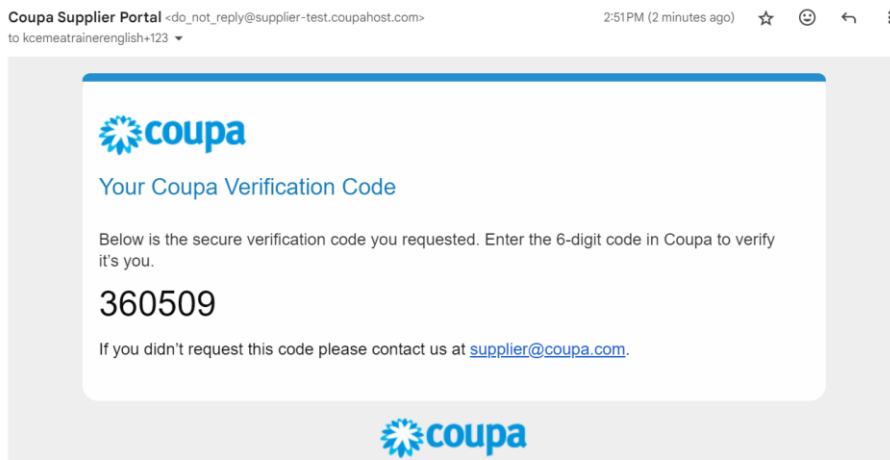 Coupa Supplier Portal <do_not_reply@supplier-test.coupahost.com> 2:51 PM (2 minutes ago)
to kcemeatrainerenglish+123
coupa
Your Coupa Verification Code
Below is the secure verification code you requested. Enter the 6-digit code in Coupa to verify
it's you.
360509
If you didn't request this code please contact us at supplier@coupa.com.
coupa